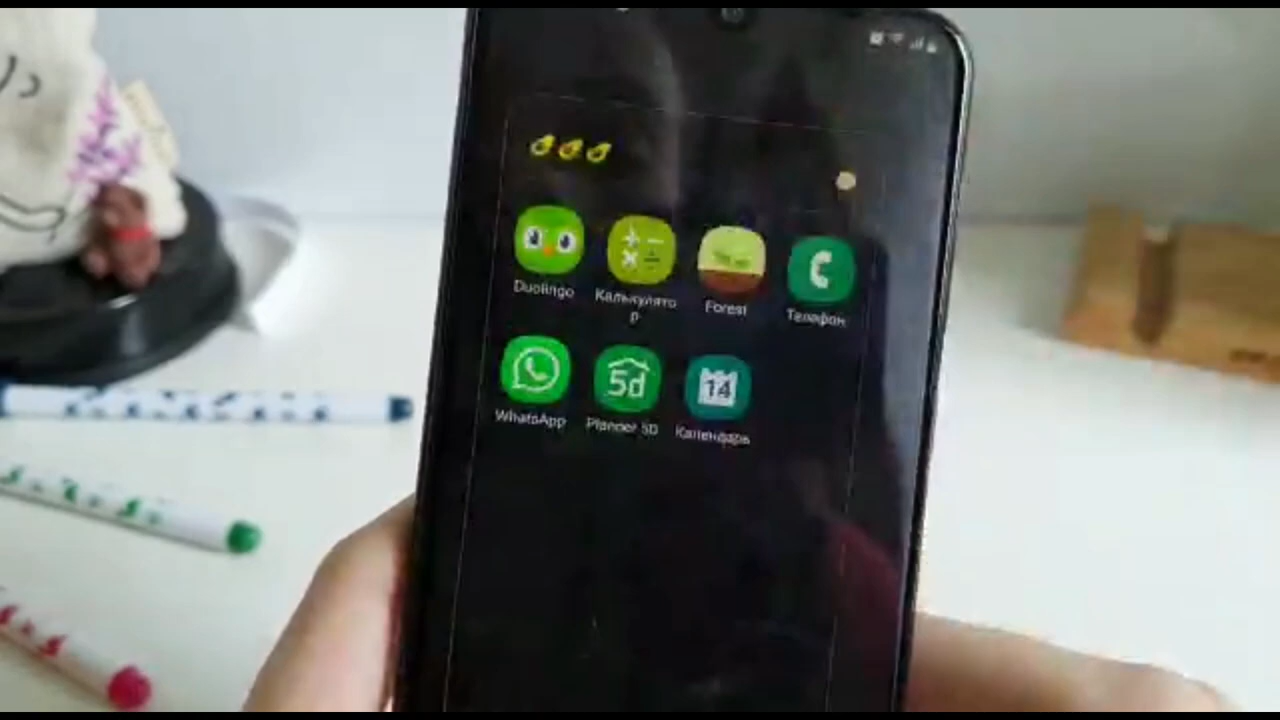 Duolingo
Калькулято
р
Forest
Телефон
WhatsApp
5d
Planner 5D
14
Календарь